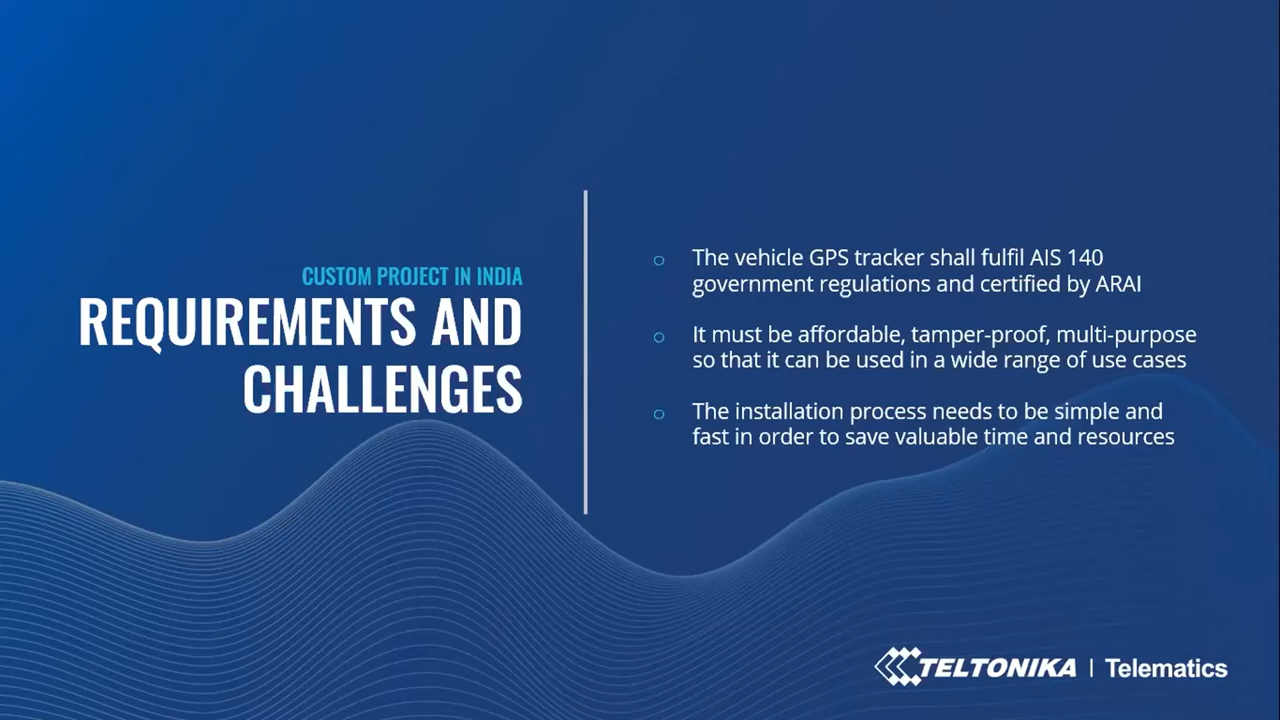 CUSTOM PROJECT IN INDIA
REQUIREMENTS AND
CHALLENGES
The vehicle GPS tracker shall fulfil AIS 140
government regulations and certified by ARAI
It must be affordable, tamper-proof, multi-purpose
so that it can be used in a wide range of use cases
The installation process needs to be simple and
fast in order to save valuable time and resources
TELTONIKA | Telematics